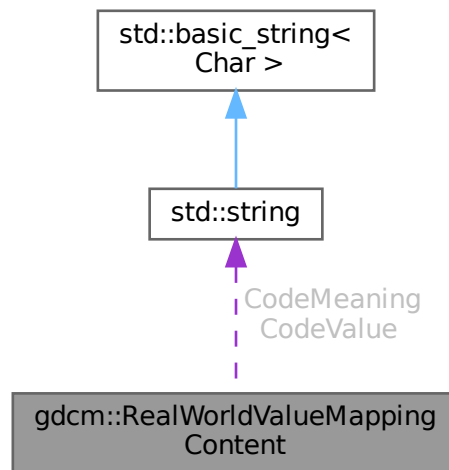 std::basic_string<
Char >
std::string
CodeMeaning
CodeValue
gdcm::RealWorldValueMapping
Content